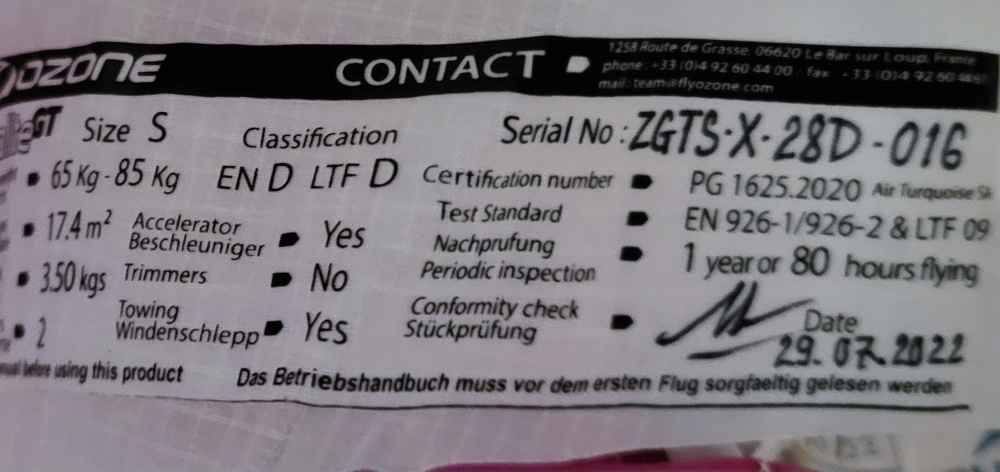 OZONE CONTACT
1258 Route de Grasse. 06620 Le Bar sur Loup. France
phone: +33 (0)4 92 60 44 00 / fax : +33 (0)4 92 60
mail: team@flyozone.com
GT Size S Classification Serial No : ZGTS-X-28D-016
65 Kg - 85 Kg EN D LTF D Certification number PG 1625.2020 Air Turquoise SA
17.4 m² Accelerator Beschleuniger Yes
Test Standard EN 926-1/926-2 & LTF 09
3.50 kgs Trimmers No
Nachprufung
Periodic inspection 1 year or 80 hours flying
2 Towing
Windenschlepp Yes
Conformity check
Stückprüfung
Date
29.07.2022
before using this product Das Betriebshandbuch muss vor dem ersten Flug sorgfaeltig gelesen werden